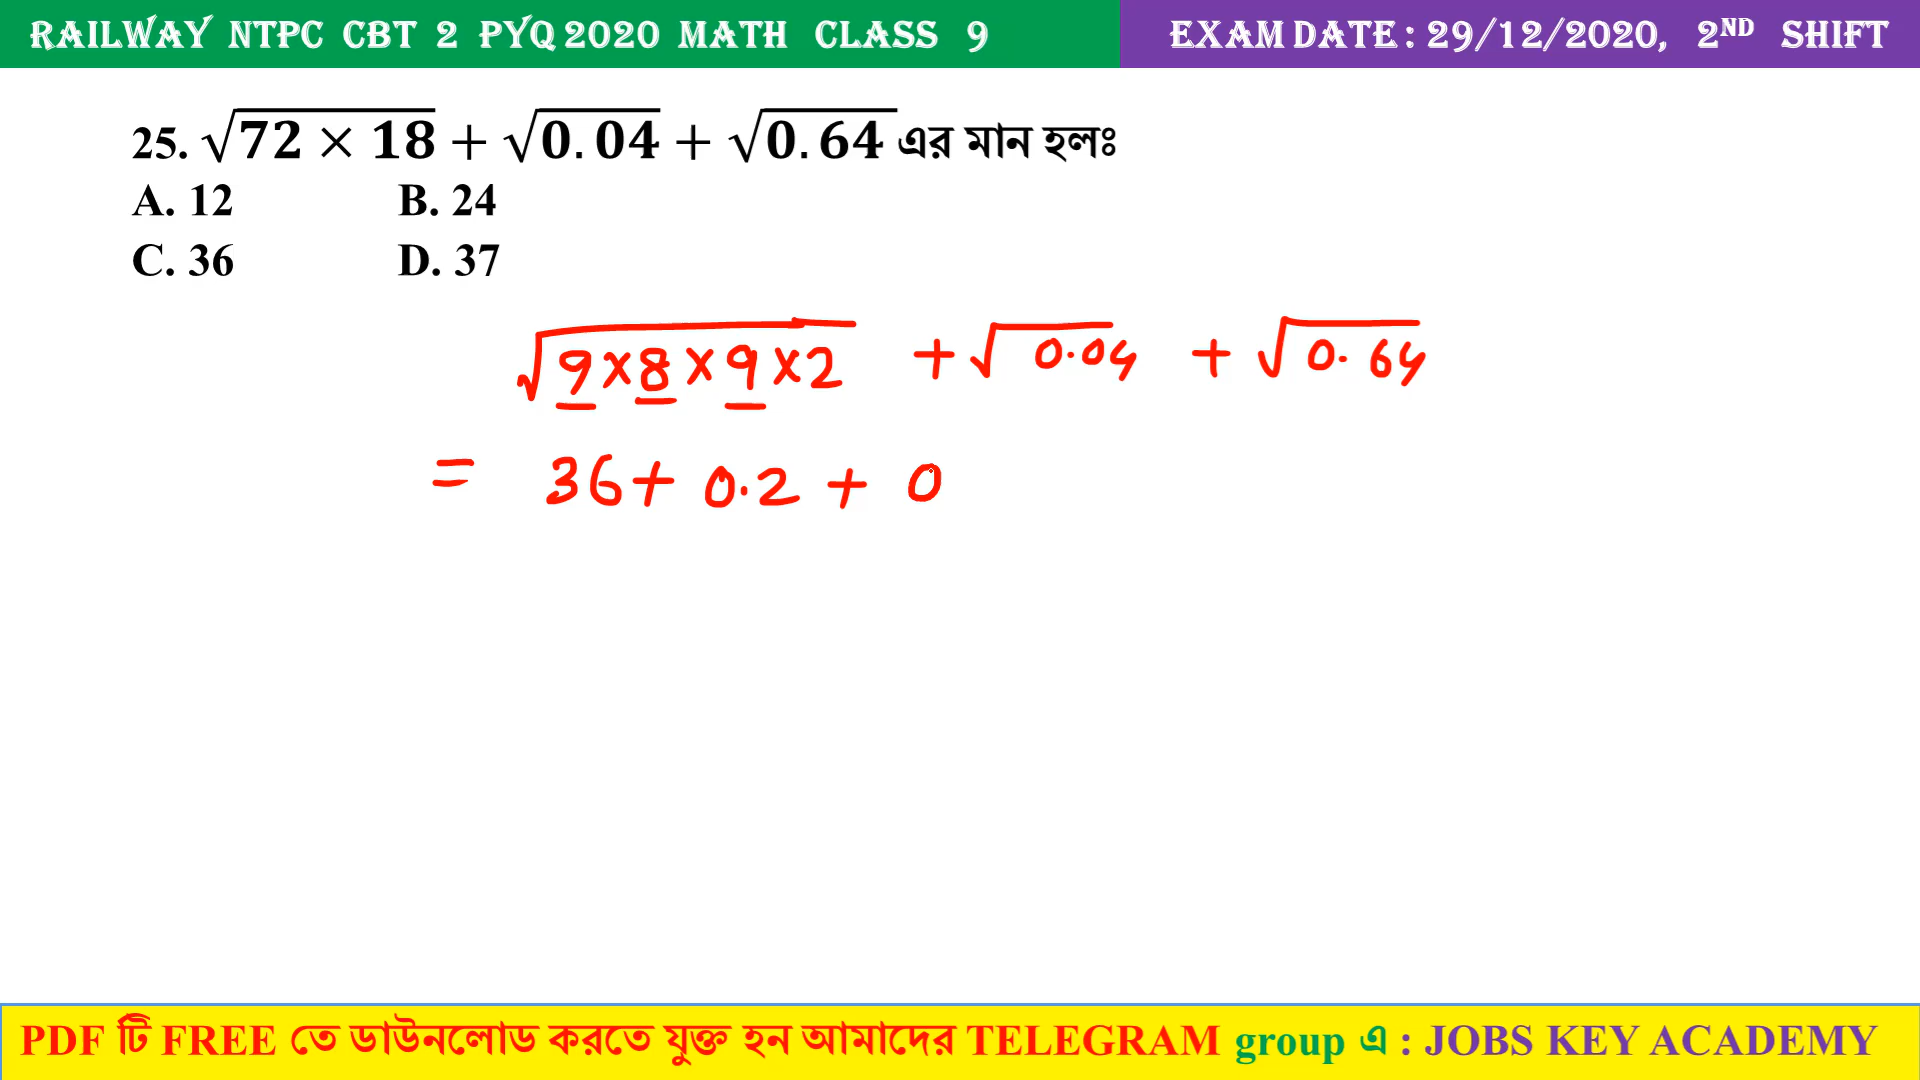 RAILWAY NTPC CBT 2 PYQ 2020 MATH CLASS 9
EXAM DATE : 29/12/2020, 2ND SHIFT
25. √72 × 18 + √0.04 + √0.64 এর মান হলঃ
A. 12 B. 24
C. 36 D. 37
√9×8×9×2 + √0.04 + √0.64
= 36 + 0.2 + 0
PDF টি FREE তে ডাউনলোড করতে যুক্ত হন আমাদের TELEGRAM group এ : JOBS KEY ACADEMY